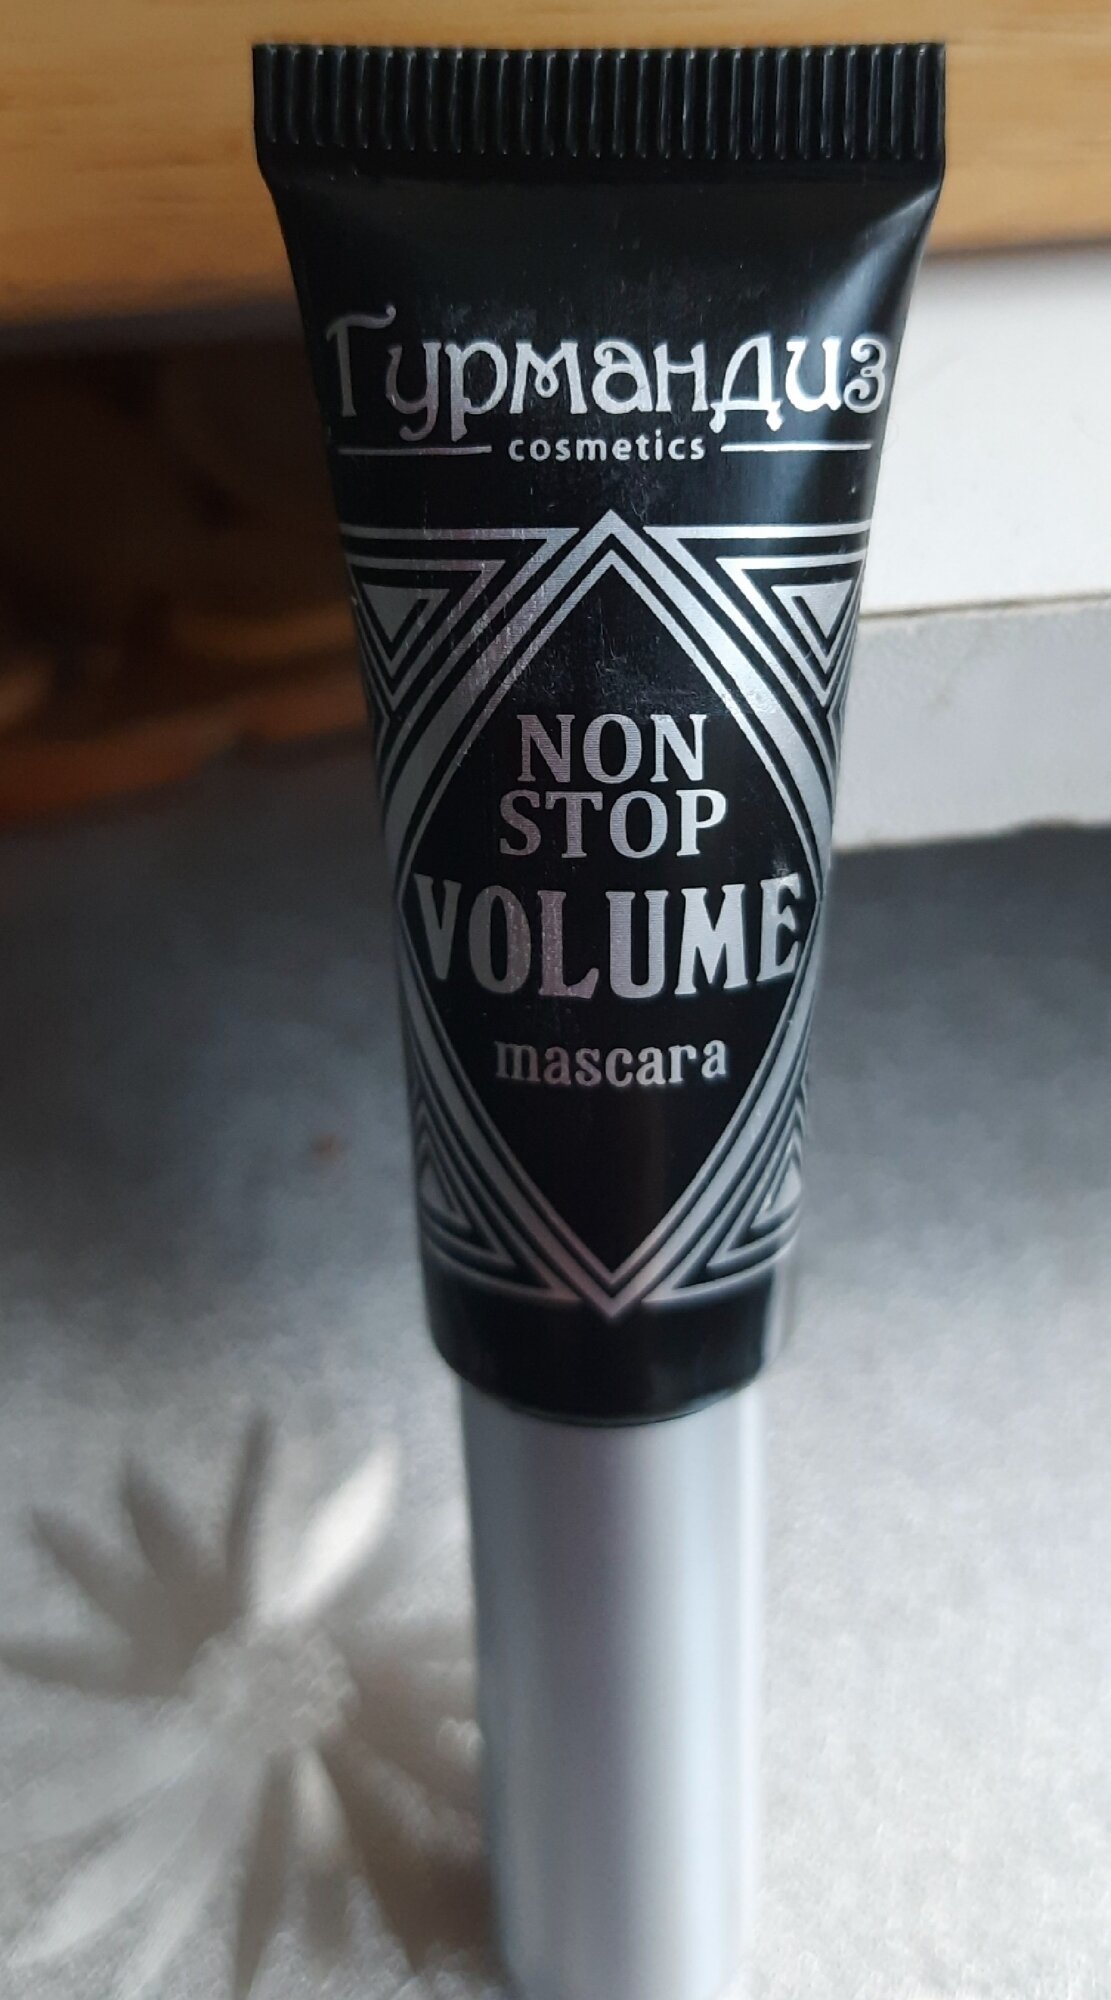 Гурмандиз
cosmetics
NON
STOP
VOLUME
mascara